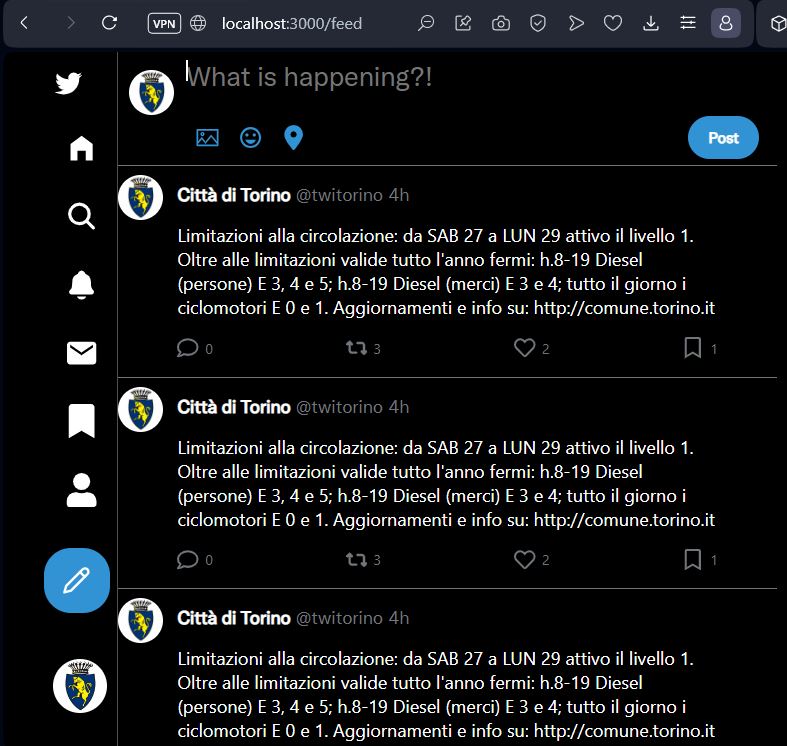 VPN
localhost:3000/feed
What is happening?!
Post
Città di Torino @twitorino 4h
Limitazioni alla circolazione: da SAB 27 a LUN 29 attivo il livello 1.
Oltre alle limitazioni valide tutto l'anno fermi: h.8-19 Diesel
(persone) E 3, 4 e 5; h.8-19 Diesel (merci) E 3 e 4; tutto il giorno i
ciclomotori E 0 e 1. Aggiornamenti e info su: http://comune.torino.it
0 3 2 1
Città di Torino @twitorino 4h
Limitazioni alla circolazione: da SAB 27 a LUN 29 attivo il livello 1.
Oltre alle limitazioni valide tutto l'anno fermi: h.8-19 Diesel
(persone) E 3, 4 e 5; h.8-19 Diesel (merci) E 3 e 4; tutto il giorno i
ciclomotori E 0 e 1. Aggiornamenti e info su: http://comune.torino.it
0 3 2 1
Città di Torino @twitorino 4h
Limitazioni alla circolazione: da SAB 27 a LUN 29 attivo il livello 1.
Oltre alle limitazioni valide tutto l'anno fermi: h.8-19 Diesel
(persone) E 3, 4 e 5; h.8-19 Diesel (merci) E 3 e 4; tutto il giorno i
ciclomotori E 0 e 1. Aggiornamenti e info su: http://comune.torino.it